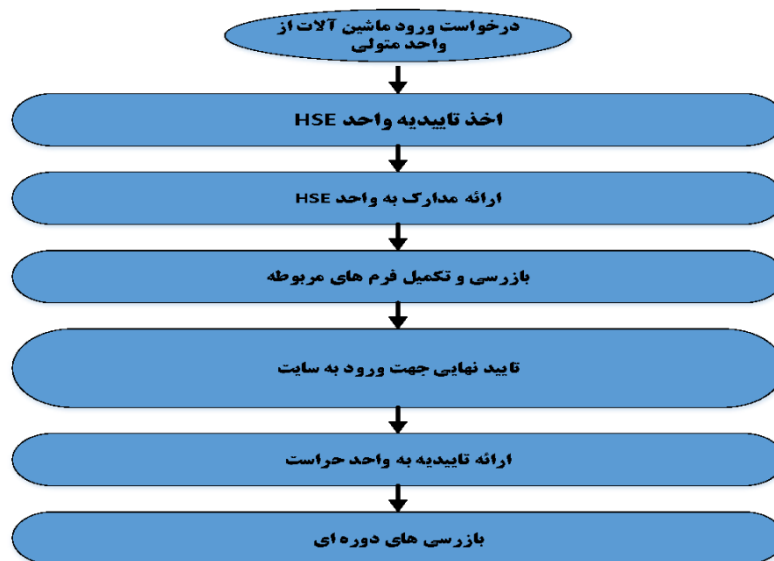 درخواست ورود ماشین آلات از
واحد متولی
اخذ تاییدیه واحد HSE
ارائه مدارک به واحد HSE
بازرسی و تکمیل فرم های مربوطه
تایید نهایی جهت ورود به سایت
ارائه تاییدیه به واحد حراست
بازرسی های دوره ای